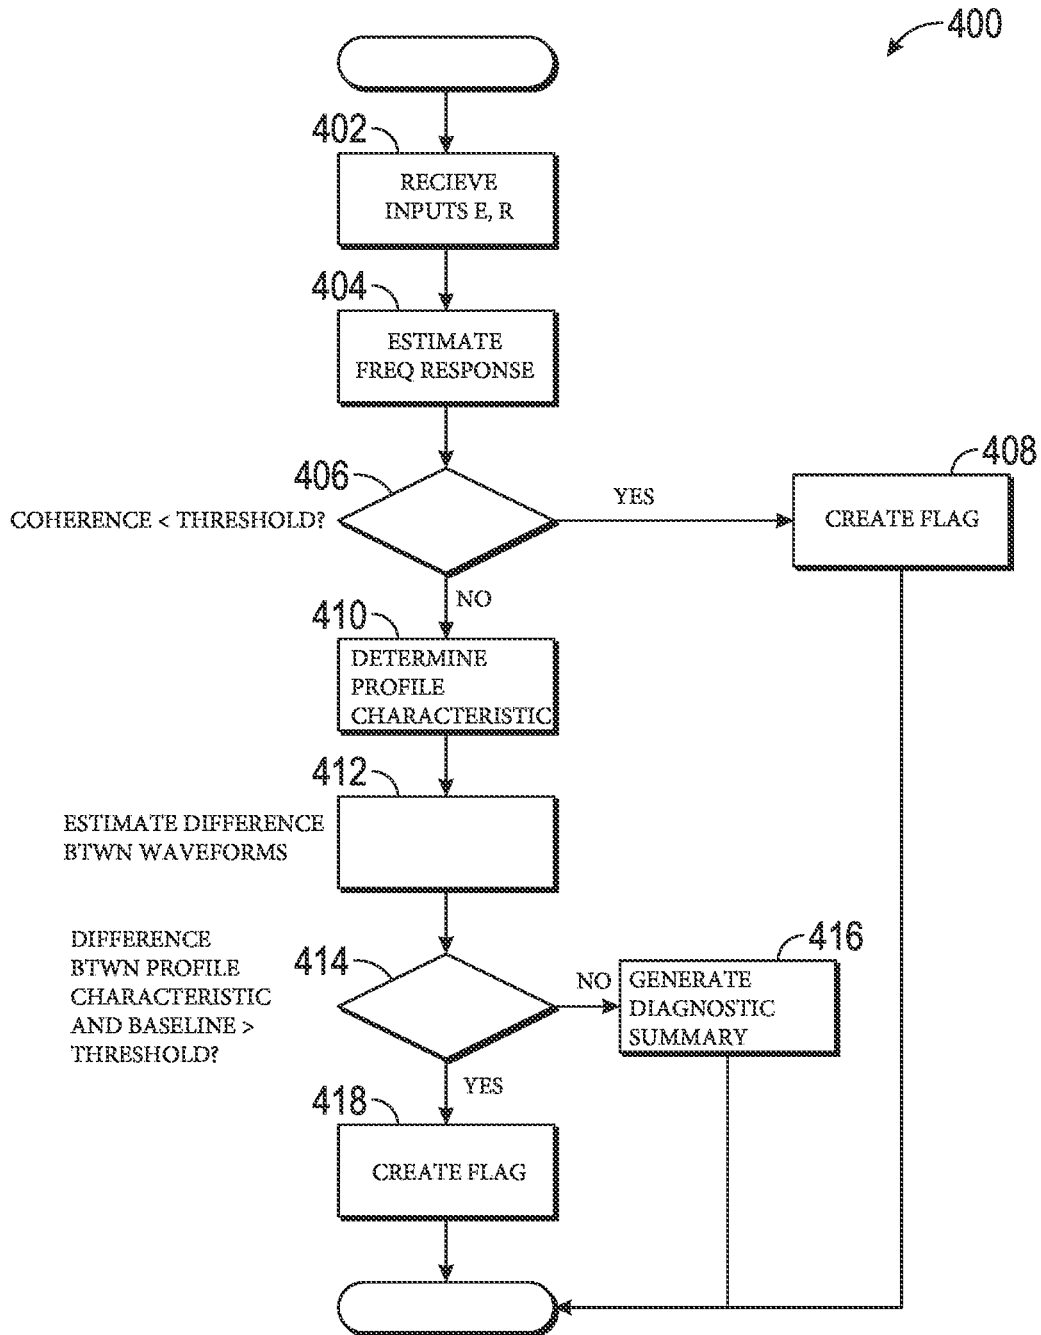 400
402
RECIEVE
INPUTS E, R
404
ESTIMATE
FREQ RESPONSE
406
COHERENCE < THRESHOLD?
YES
408
CREATE FLAG
NO
410
DETERMINE
PROFILE
CHARACTERISTIC
412
ESTIMATE DIFFERENCE
BTWN WAVEFORMS
DIFFERENCE
BTWN PROFILE
CHARACTERISTIC
AND BASELINE >
THRESHOLD?
414
NO
416
GENERATE
DIAGNOSTIC
SUMMARY
YES
418
CREATE FLAG